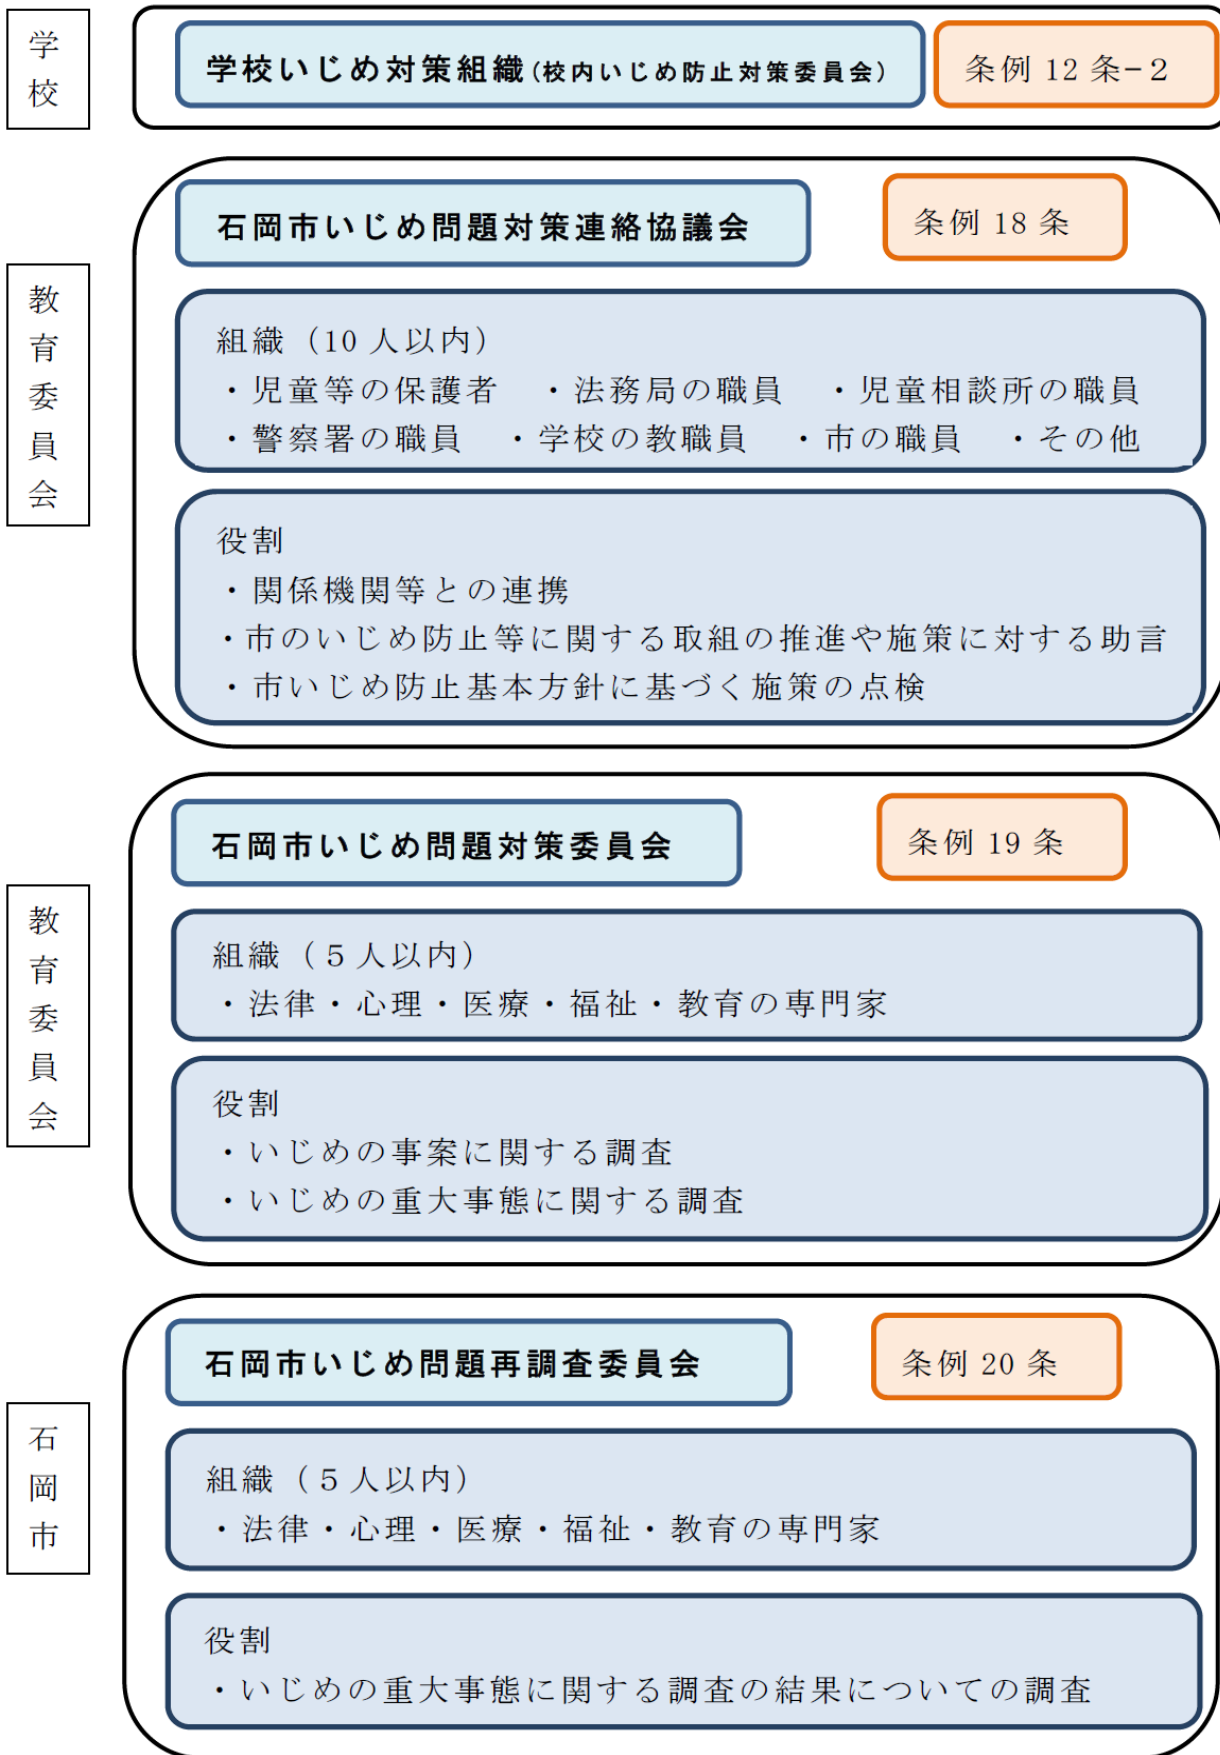 学校
学校いじめ対策組織(校内いじめ防止対策委員会)
条例 12 条−2
教育委員会
石岡市いじめ問題対策連絡協議会
条例 18 条
組織（10 人以内）
・児童等の保護者　・法務局の職員　・児童相談所の職員
・警察署の職員　・学校の教職員　・市の職員　・その他
役割
・関係機関等との連携
・市のいじめ防止等に関する取組の推進や施策に対する助言
・市いじめ防止基本方針に基づく施策の点検
教育委員会
石岡市いじめ問題対策委員会
条例 19 条
組織（５人以内）
・法律・心理・医療・福祉・教育の専門家
役割
・いじめの事案に関する調査
・いじめの重大事態に関する調査
石岡市
石岡市いじめ問題再調査委員会
条例 20 条
組織（５人以内）
・法律・心理・医療・福祉・教育の専門家
役割
・いじめの重大事態に関する調査の結果についての調査